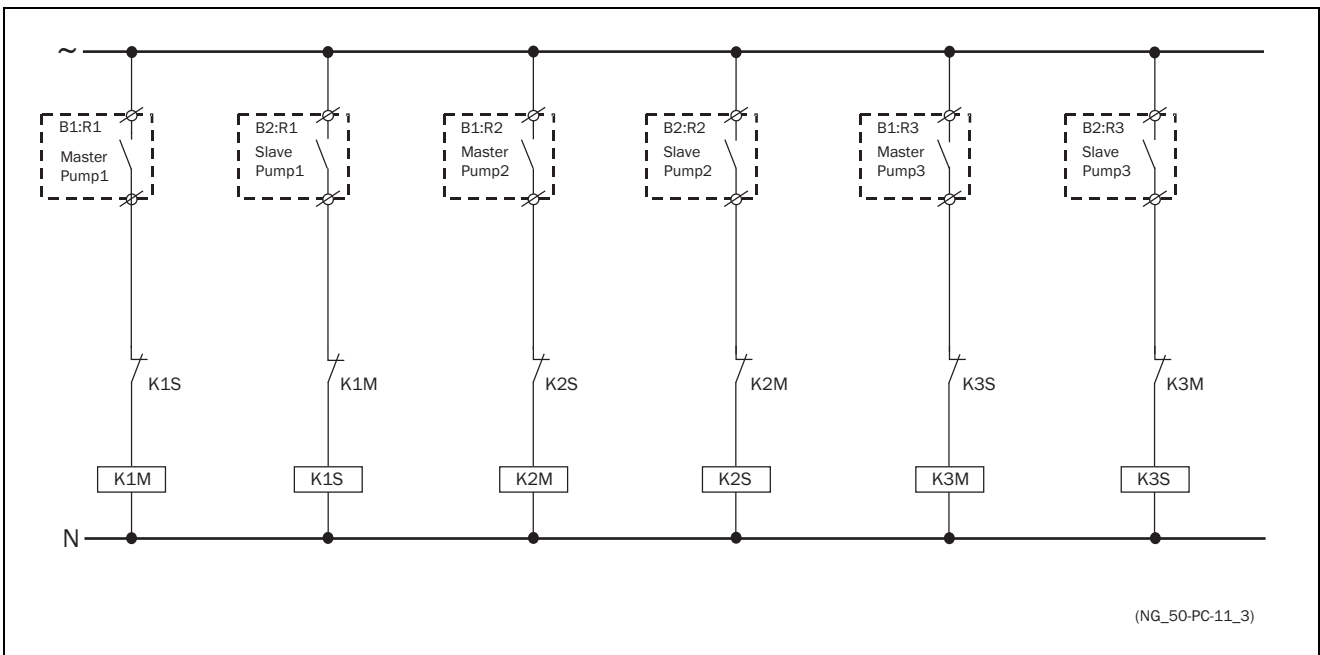 ~
B1:R1
Master
Pump1
B2:R1
Slave
Pump1
B1:R2
Master
Pump2
B2:R2
Slave
Pump2
B1:R3
Master
Pump3
B2:R3
Slave
Pump3
K1S
K1M
K2S
K2M
K3S
K3M
K1M
K1S
K2M
K2S
K3M
K3S
N
(NG_50-PC-11_3)